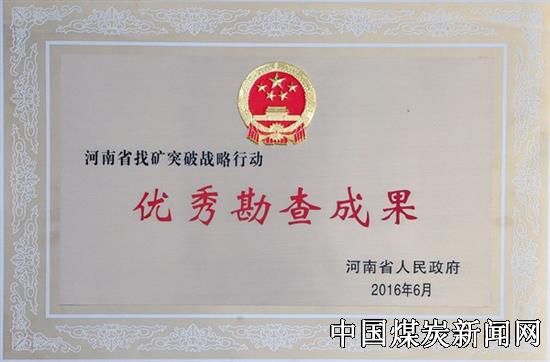 河南省找矿突破战略行动
优秀勘查成果
河南省人民政府
2016年6月
中国煤炭新闻网